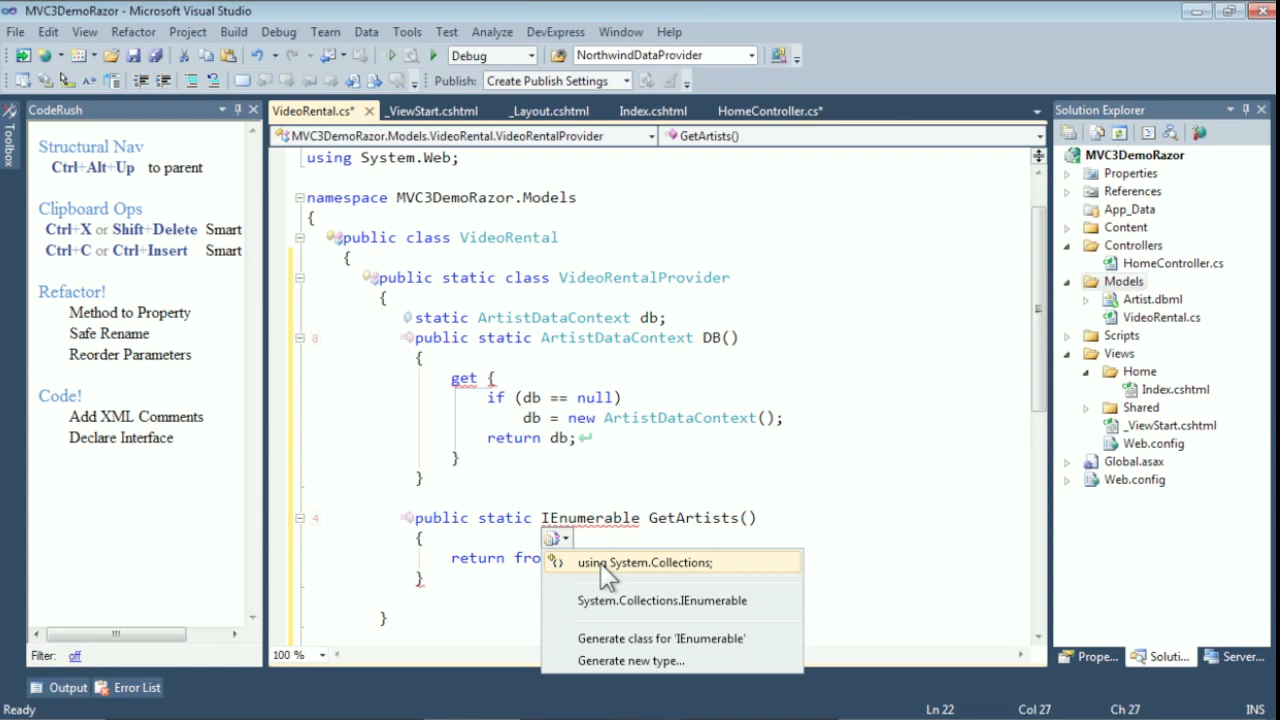 MVC3DemoRazor - Microsoft Visual Studio
File Edit View Refactor Project Build Debug Team Data Tools Test Analyze DevExpress Window Help
Debug NorthwindDataProvider
Publish: Create Publish Settings
Toolbox
CodeRush
Structural Nav
Ctrl+Alt+Up to parent
Clipboard Ops
Ctrl+X or Shift+Delete Smart
Ctrl+C or Ctrl+Insert Smart
Refactor!
Method to Property
Safe Rename
Reorder Parameters
Code!
Add XML Comments
Declare Interface
Filter: off
VideoRental.cs* _ViewStart.cshtml _Layout.cshtml Index.cshtml HomeController.cs*
MVC3DemoRazor.Models.VideoRental.VideoRentalProvider GetArtists()
using System.Web;
namespace MVC3DemoRazor.Models
{
public class VideoRental
{
public static class VideoRentalProvider
{
static ArtistDataContext db;
8 public static ArtistDataContext DB()
{
get {
if (db == null)
db = new ArtistDataContext();
return db;
}
}
4 public static IEnumerable GetArtists()
{
return fro
}
}
using System.Collections;
System.Collections.IEnumerable
Generate class for 'IEnumerable'
Generate new type...
100 %
Solution Explorer
MVC3DemoRazor
Properties
References
App_Data
Content
Controllers
HomeController.cs
Models
Artist.dbml
VideoRental.cs
Scripts
Views
Home
Index.cshtml
Shared
_ViewStart.cshtml
Web.config
Global.asax
Web.config
Prope... Soluti... Server...
Output Error List
Ready Ln 22 Col 27 Ch 27 INS